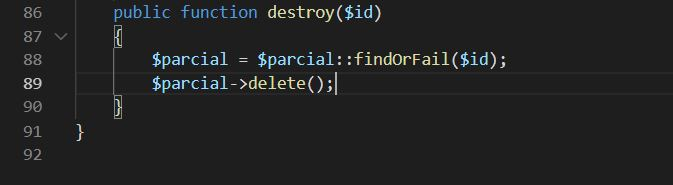 86 public function destroy($id)
87 {
88 $parcial = $parcial::findOrFail($id);
89 $parcial->delete();
90 }
91 }
92